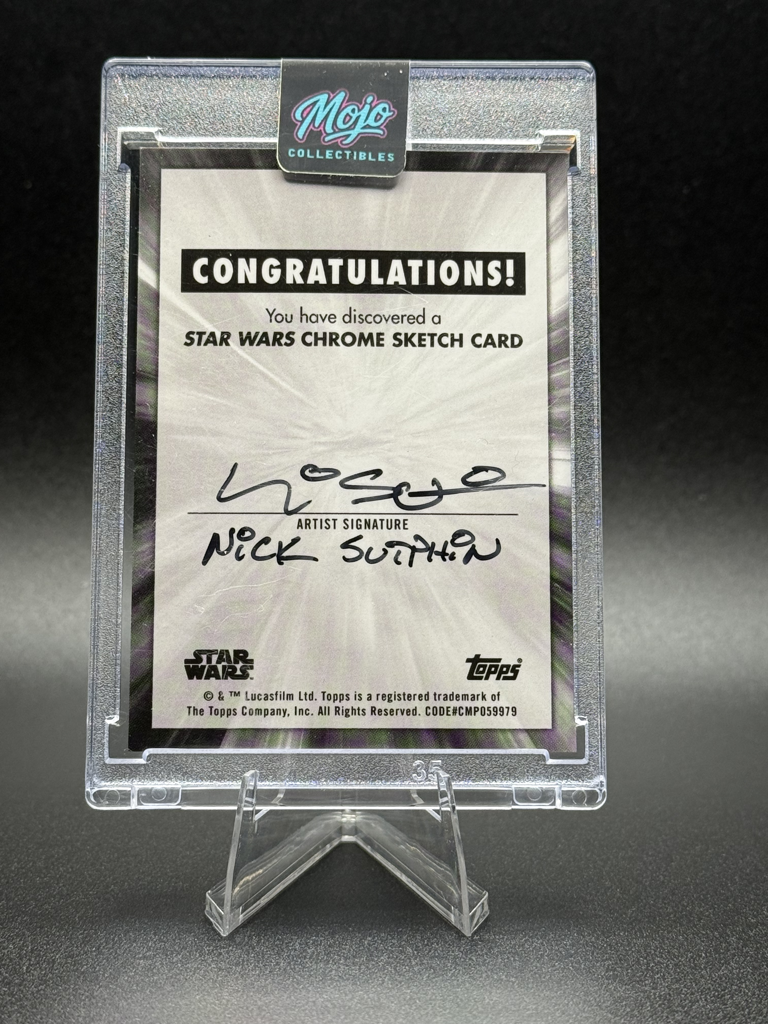 Mojo
COLLECTIBLES
CONGRATULATIONS!
You have discovered a
STAR WARS CHROME SKETCH CARD
ARTIST SIGNATURE
NICK SUTPHIN
STAR WARS
topps
© & ™ Lucasfilm Ltd. Topps is a registered trademark of
The Topps Company, Inc. All Rights Reserved. CODE#CMP059979
35